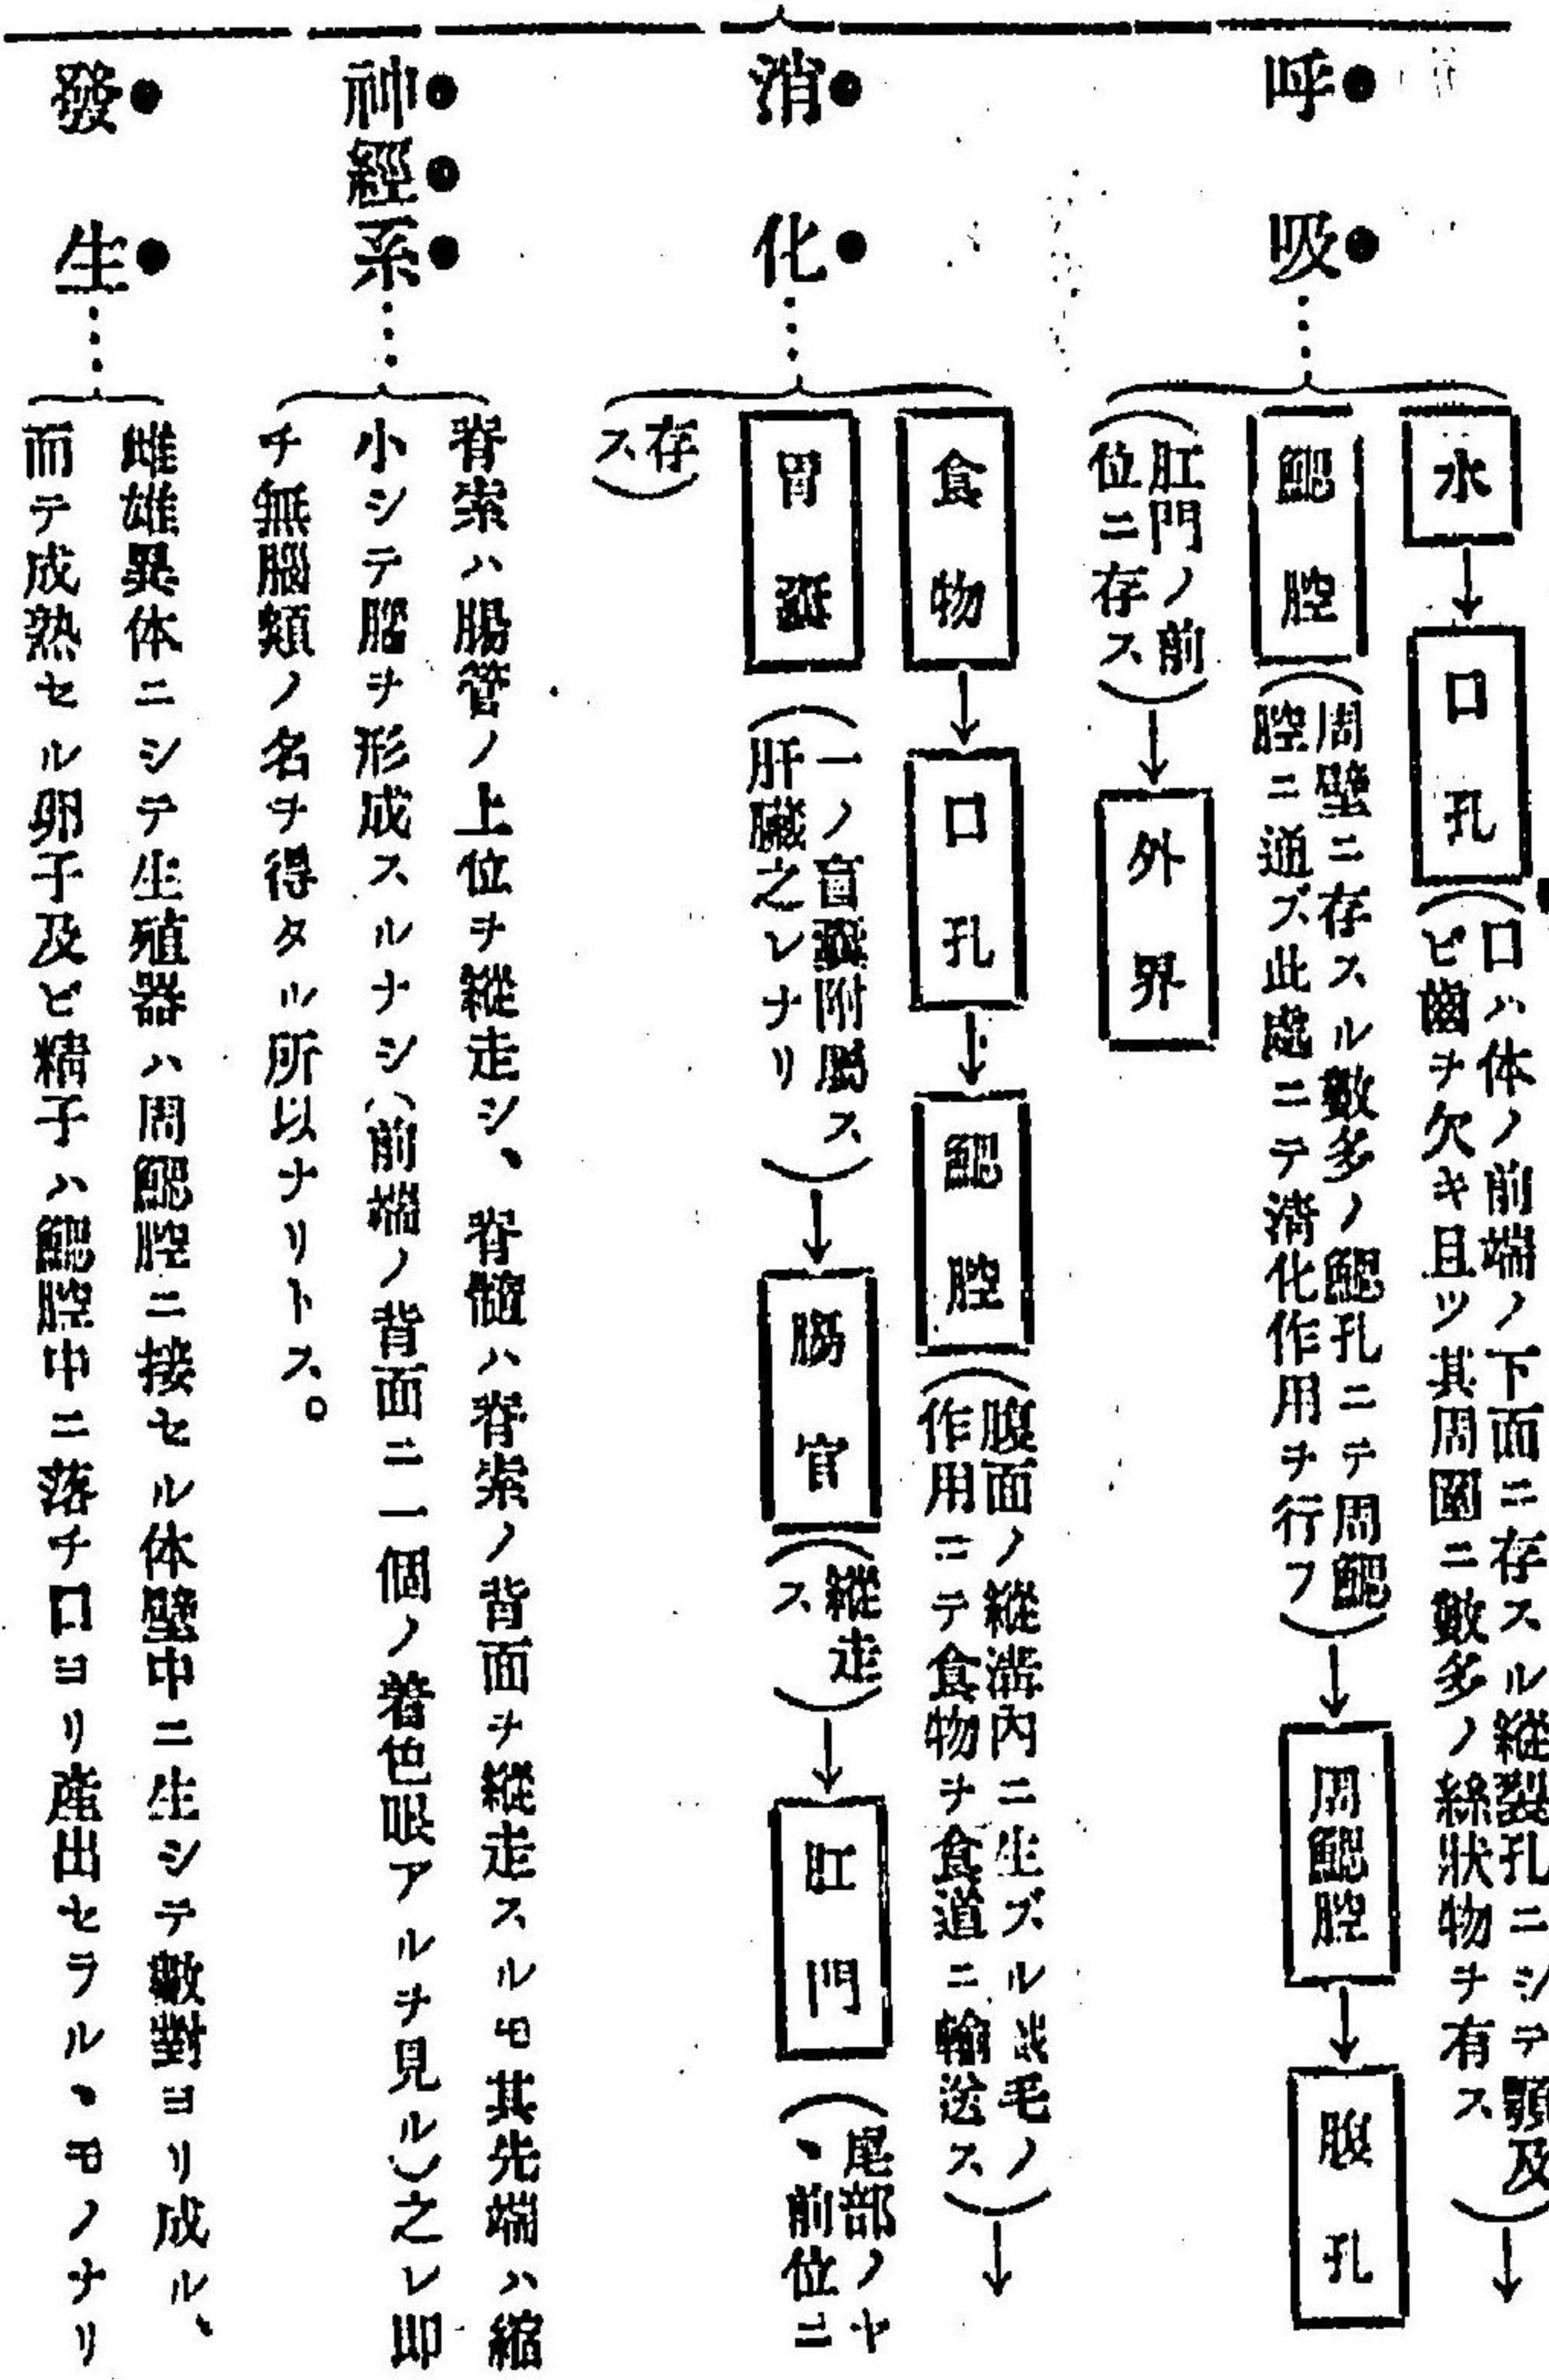 呼吸……
水→口孔(口ハ体ノ前端ノ下面ニ存スル縱裂孔ニシテ顎及
ビ齒ヲ欠キ且ツ其周圍ニ數多ノ絲狀物ヲ有ス)→
鰓腔(周壁ニ存スル數多ノ鰓孔ニテ周鰓
腔ニ通ズ此處ニテ淸化作用ヲ行フ)→周鰓腔→腹孔
(肛門ノ前
位ニ存ス)→外界
消化……
食物→口孔→鰓腔(腹面ノ縱溝內ニ生ズル毛ノ
作用ニテ食物ヲ食道ニ輸送ス)→
胃囊(一ノ盲囊附屬ス
肝臟之レナリ)→腸官(縱走
ス)→肛門(尾部ノヤ
丶前位ニ
存
ス)
神經系……
脊索ハ腸管ノ上位ヲ縱走シ、脊髓ハ脊索ノ背面ヲ縱走スルモ其先端ハ縮
小シテ腦ヲ形成スルナシ(前端ノ背面ニ一個ノ着色眼アルヲ見ル)之レ即
チ無腦類ノ名ヲ得タル所以ナリトス。
發生……
雌雄異体ニシテ生殖器ハ周鰓腔ニ接セル体壁中ニ生シテ數對ヨリ成ル、
而テ成熟セル卵子及ビ精子ハ鰓腔中ニ落チ口ヨリ産出セラルヽモノナリ